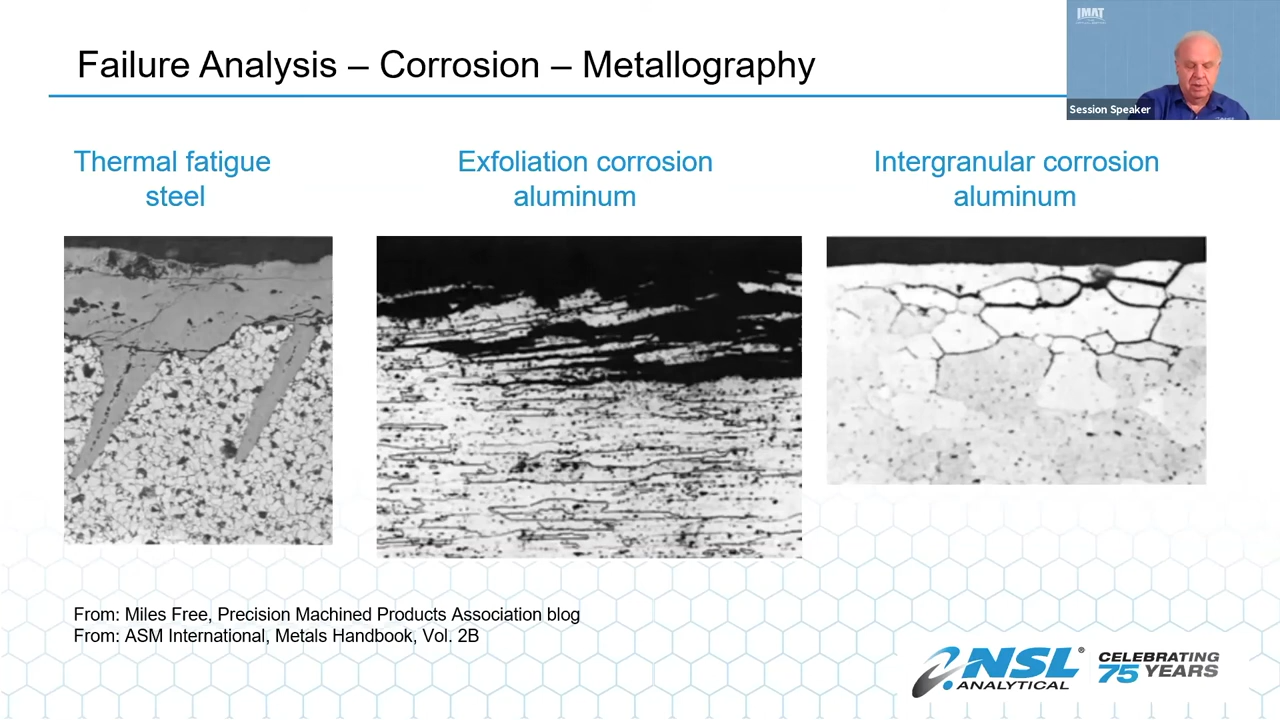 Failure Analysis – Corrosion – Metallography
IMAT
Session Speaker
Thermal fatigue
steel
Exfoliation corrosion
aluminum
Intergranular corrosion
aluminum
From: Miles Free, Precision Machined Products Association blog
From: ASM International, Metals Handbook, Vol. 2B
NSL®
ANALYTICAL
CELEBRATING
75 YEARS